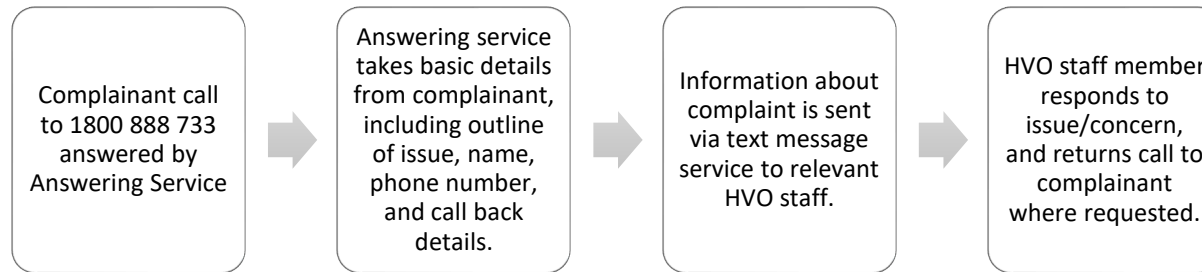 Complainant call
to 1800 888 733
answered by
Answering Service
Answering service
takes basic details
from complainant,
including outline
of issue, name,
phone number,
and call back
details.
Information about
complaint is sent
via text message
service to relevant
HVO staff.
HVO staff member
responds to
issue/concern,
and returns call to
complainant
where requested.